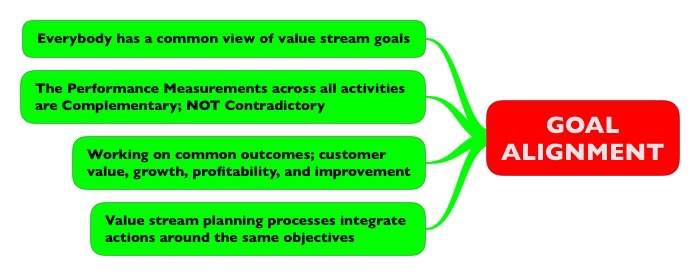 Everybody has a common view of value stream goals
The Performance Measurements across all activities
are Complementary; NOT Contradictory
Working on common outcomes; customer
value, growth, profitability, and improvement
Value stream planning processes integrate
actions around the same objectives
GOAL
ALIGNMENT